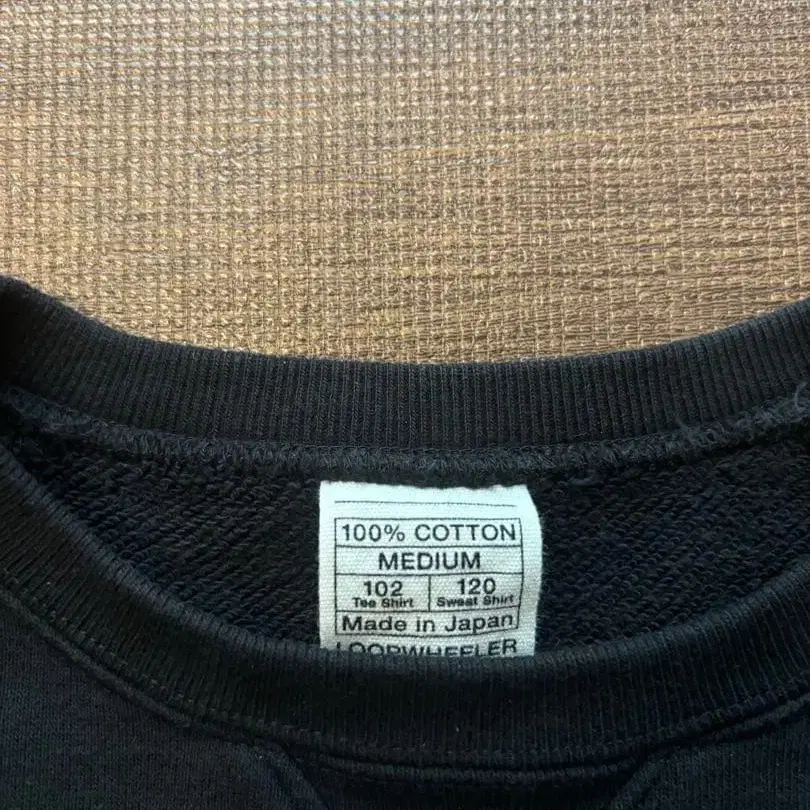 100% COTTON
MEDIUM
102 120
Tee Shirt Sweat Shirt
Made in Japan
LOOPWHEELER